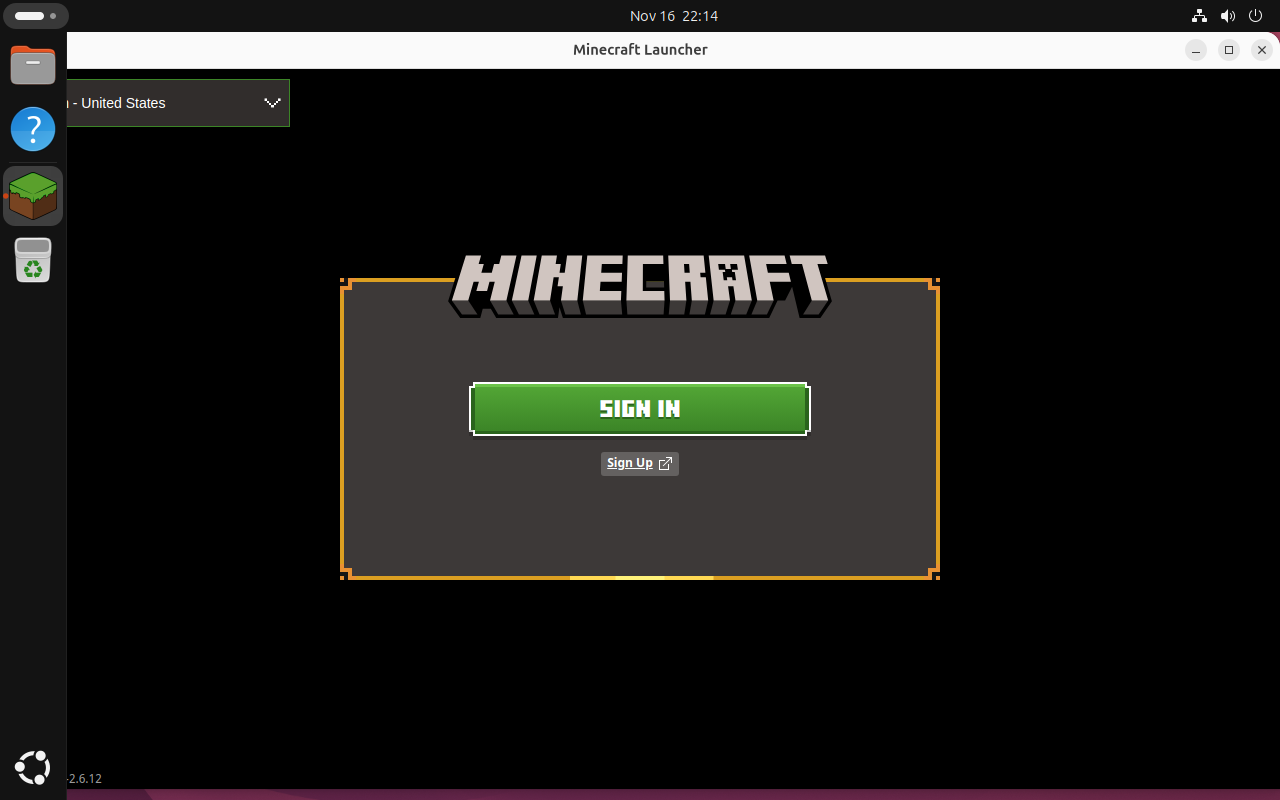 Nov 16 22:14
Minecraft Launcher
- United States
MINECRAFT
SIGN IN
Sign Up
-2.6.12